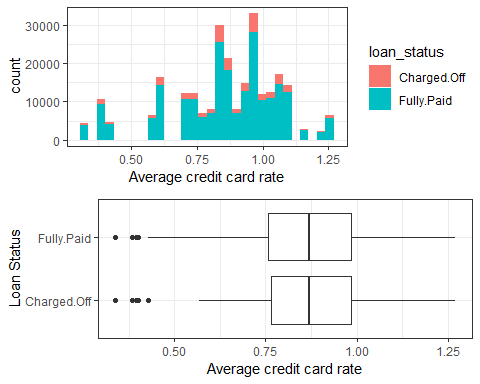 30000
20000
10000
0
count
0.50 0.75 1.00 1.25
Average credit card rate
loan_status
Charged.Off
Fully.Paid
Loan Status
Fully.Paid
Charged.Off
0.50 0.75 1.00 1.25
Average credit card rate